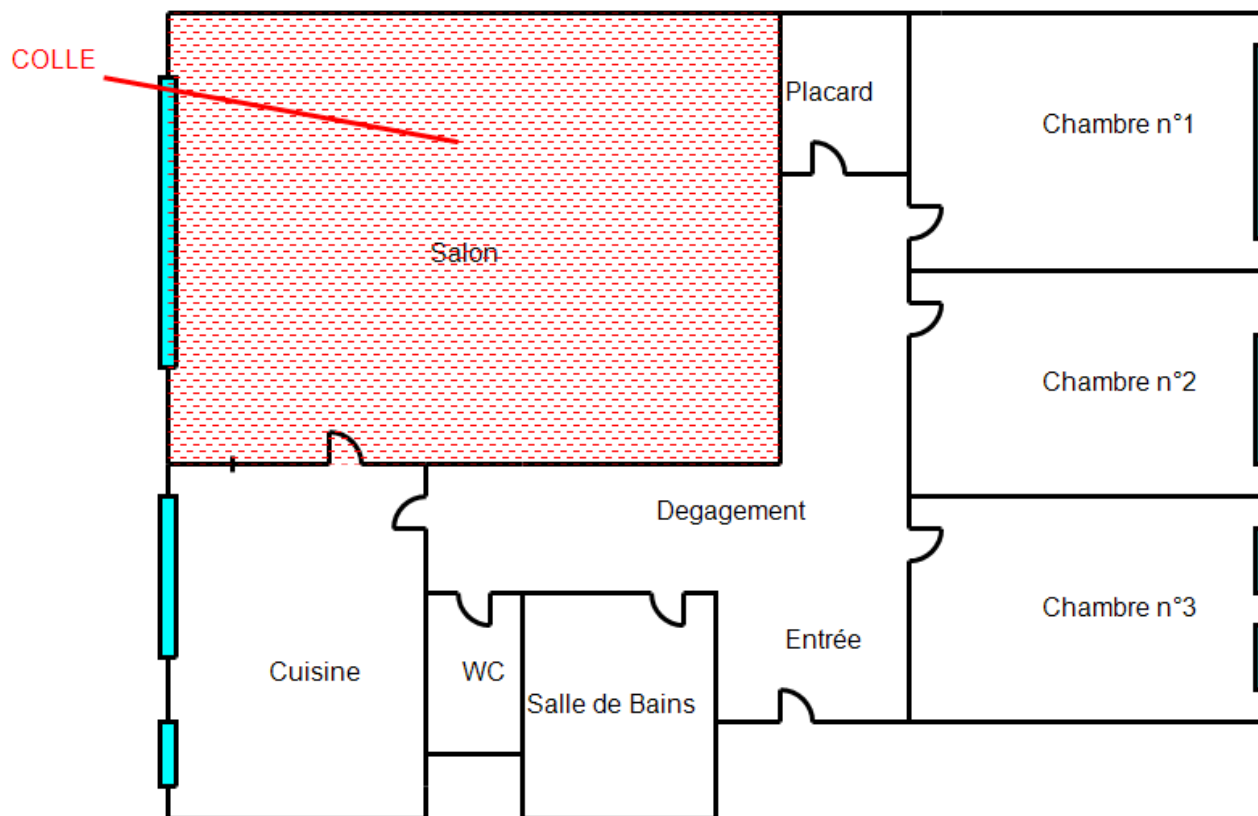 COLLE
Placard
Chambre n°1
Salon
Chambre n°2
Degagement
Chambre n°3
Entrée
Cuisine
WC
Salle de Bains